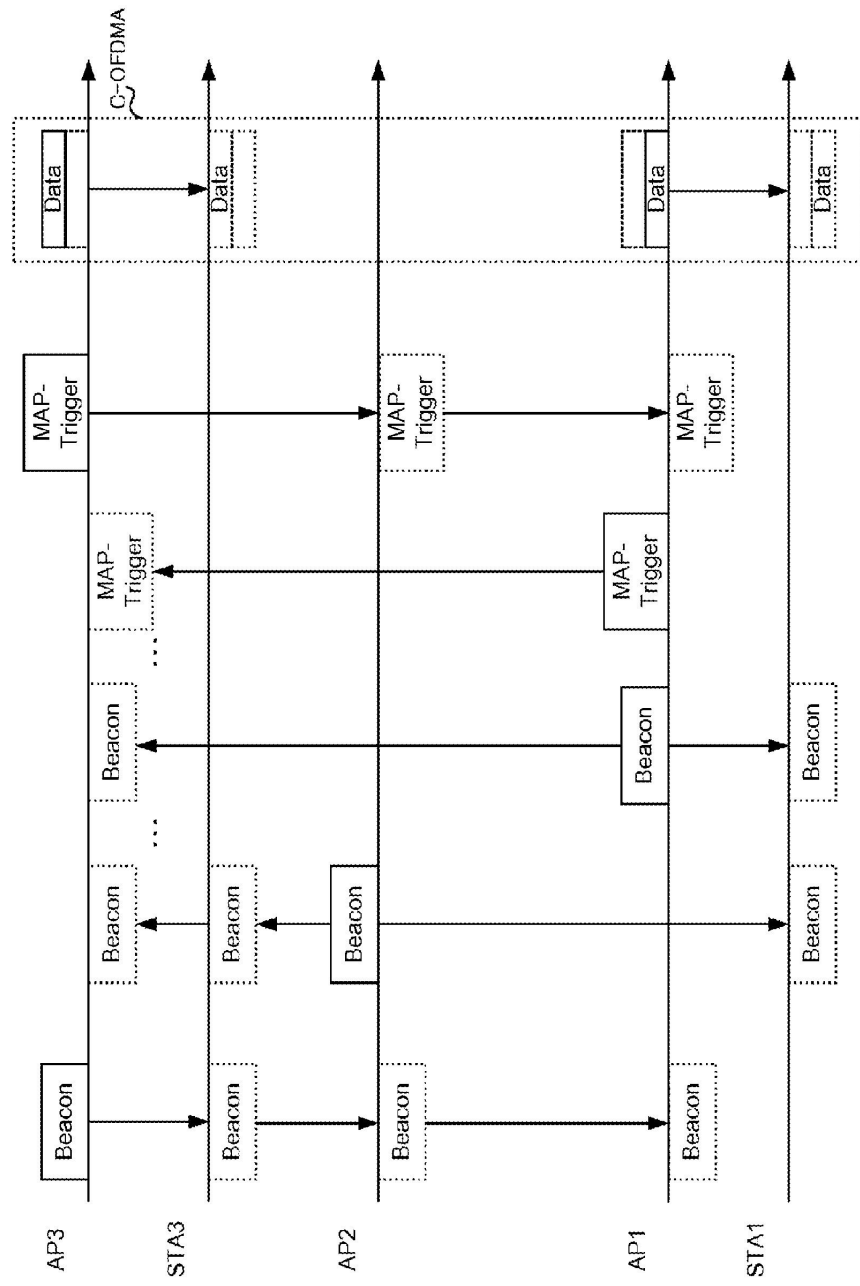 C-OFDMA
AP3
Beacon
Beacon
Beacon
MAP-
Trigger
MAP-
Trigger
Data
...
...
STA3
Beacon
Beacon
Data
AP2
Beacon
Beacon
MAP-
Trigger
AP1
Beacon
Beacon
MAP-
Trigger
MAP-
Trigger
Data
STA1
Beacon
Beacon
Data